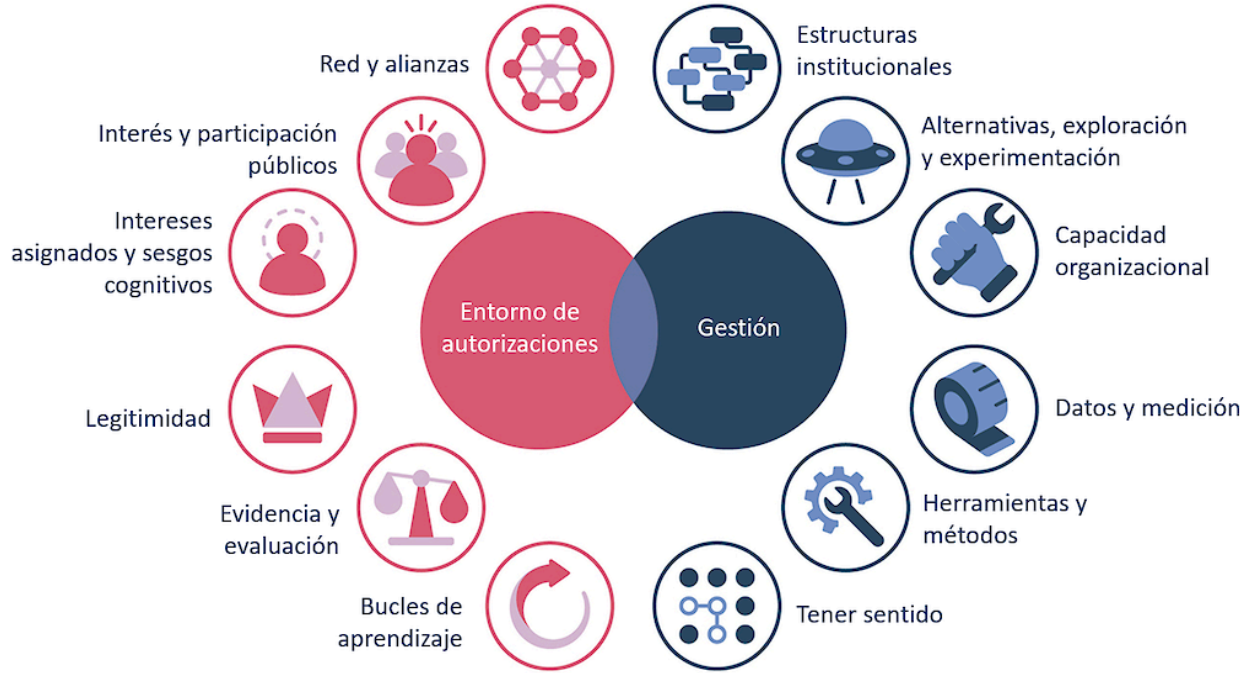 Red y alianzas
Interés y participación
públicos
Intereses
asignados y sesgos
cognitivos
Legitimidad
Evidencia y
evaluación
Bucles de
aprendizaje
Entorno de
autorizaciones
Gestión
Estructuras
institucionales
Alternativas, exploración
y experimentación
Capacidad
organizacional
Datos y medición
Herramientas y
métodos
Tener sentido